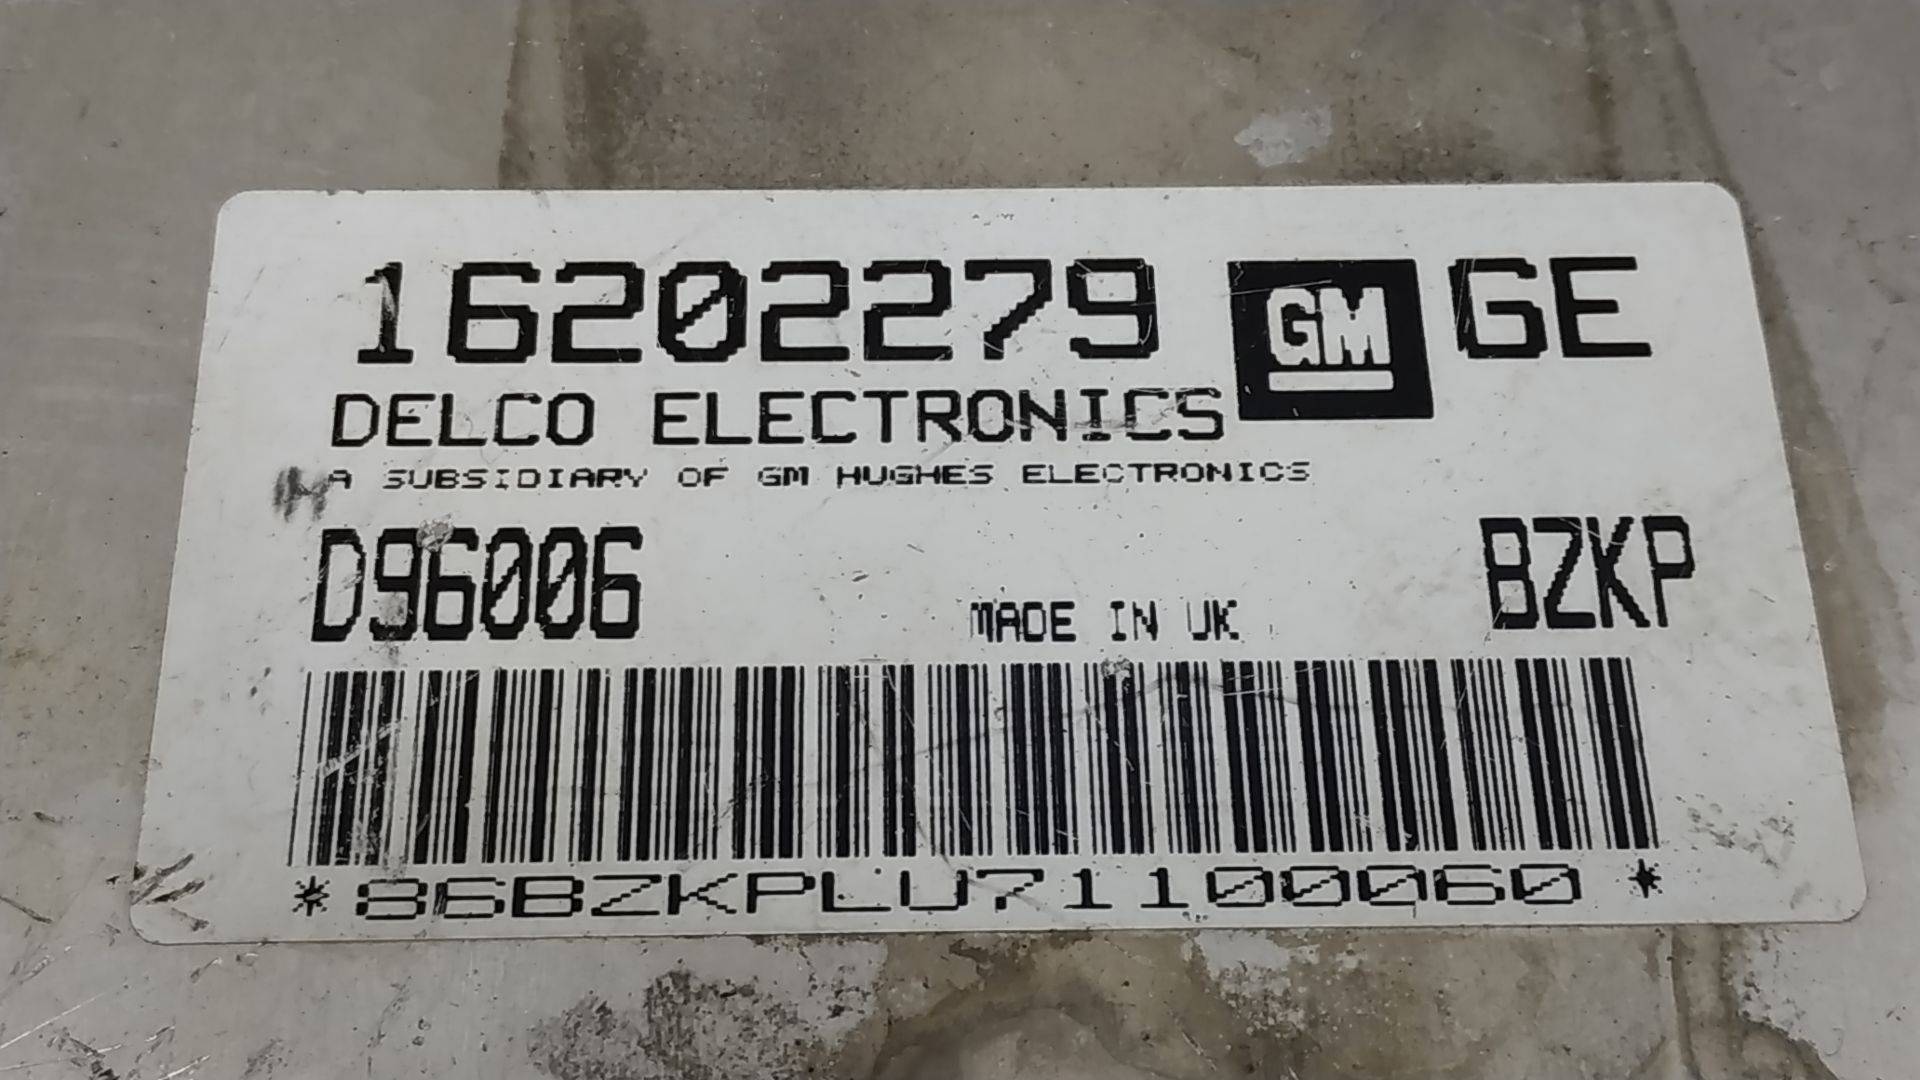 16202279 GM GE
DELCO ELECTRONICS
A SUBSIDIARY OF GM HUGHES ELECTRONICS
D96006 BZKP
MADE IN UK
*86BZKPLU71100060*